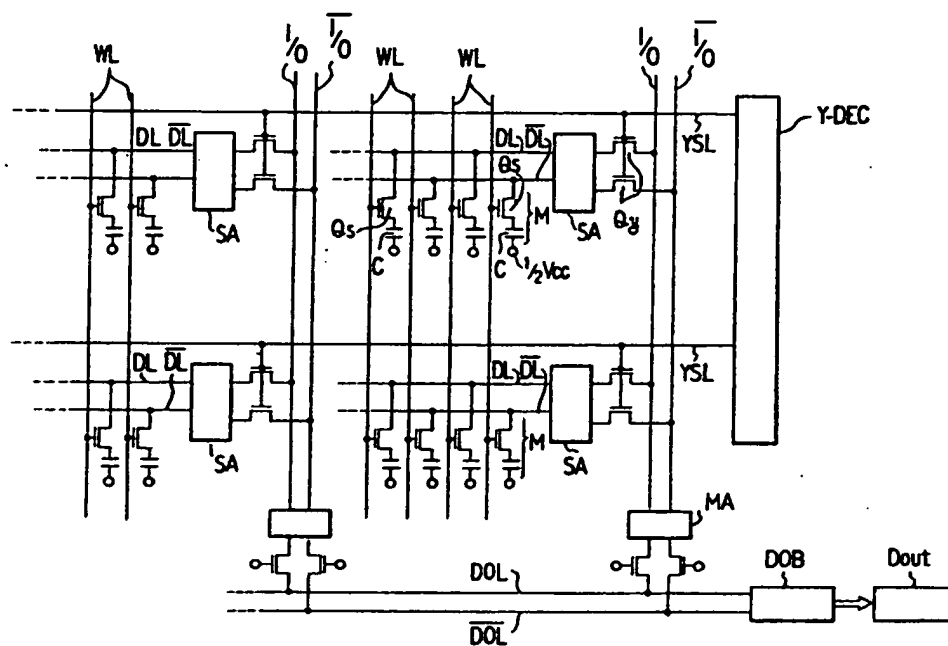 WL
I/O
I/O
WL
WL
I/O
I/O
Y-DEC
YSL
DL DL
DL DL
Qs
SA
Qs
M
Qy
SA
C
C
1/2Vcc
YSL
DL DL
DL DL
SA
M
SA
MA
DOL
DOB
Dout
DOL